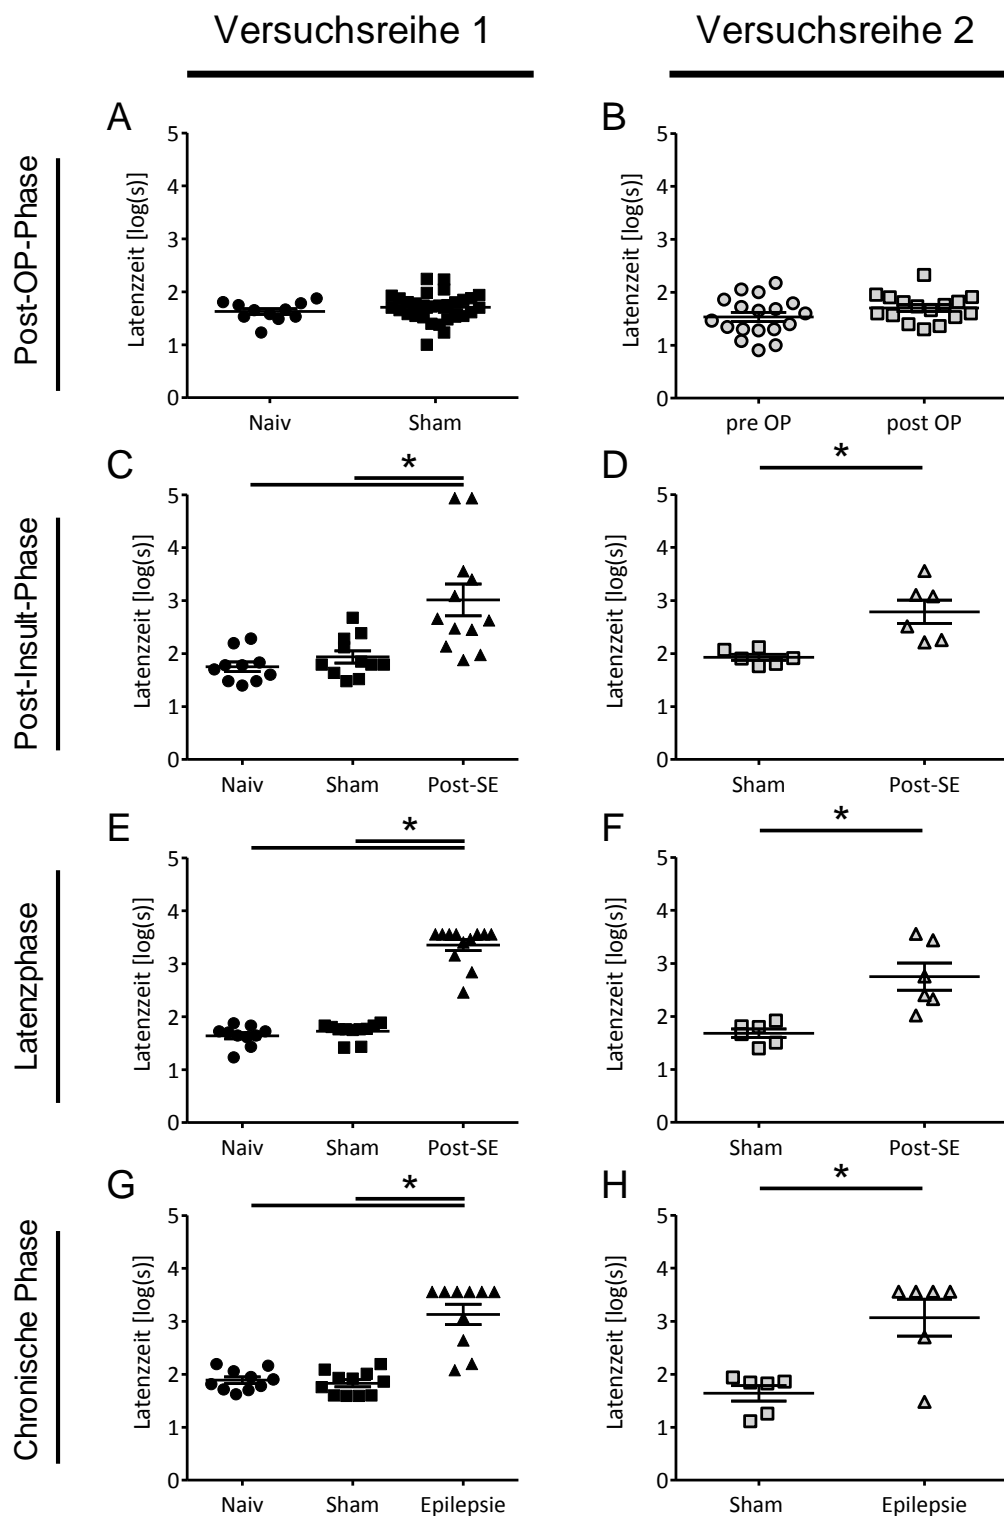 Versuchsreihe 1
Versuchsreihe 2
Post-OP-Phase
A
Latenzzeit [log(s)]
5
4
3
2
1
0
Naiv Sham
B
Latenzzeit [log(s)]
5
4
3
2
1
0
pre OP post OP
Post-Insult-Phase
C
*
Latenzzeit [log(s)]
5
4
3
2
1
0
Naiv Sham Post-SE
D
*
Latenzzeit [log(s)]
5
4
3
2
1
0
Sham Post-SE
Latenzphase
E
*
Latenzzeit [log(s)]
5
4
3
2
1
0
Naiv Sham Post-SE
F
*
Latenzzeit [log(s)]
5
4
3
2
1
0
Sham Post-SE
Chronische Phase
G
*
Latenzzeit [log(s)]
5
4
3
2
1
0
Naiv Sham Epilepsie
H
*
Latenzzeit [log(s)]
5
4
3
2
1
0
Sham Epilepsie